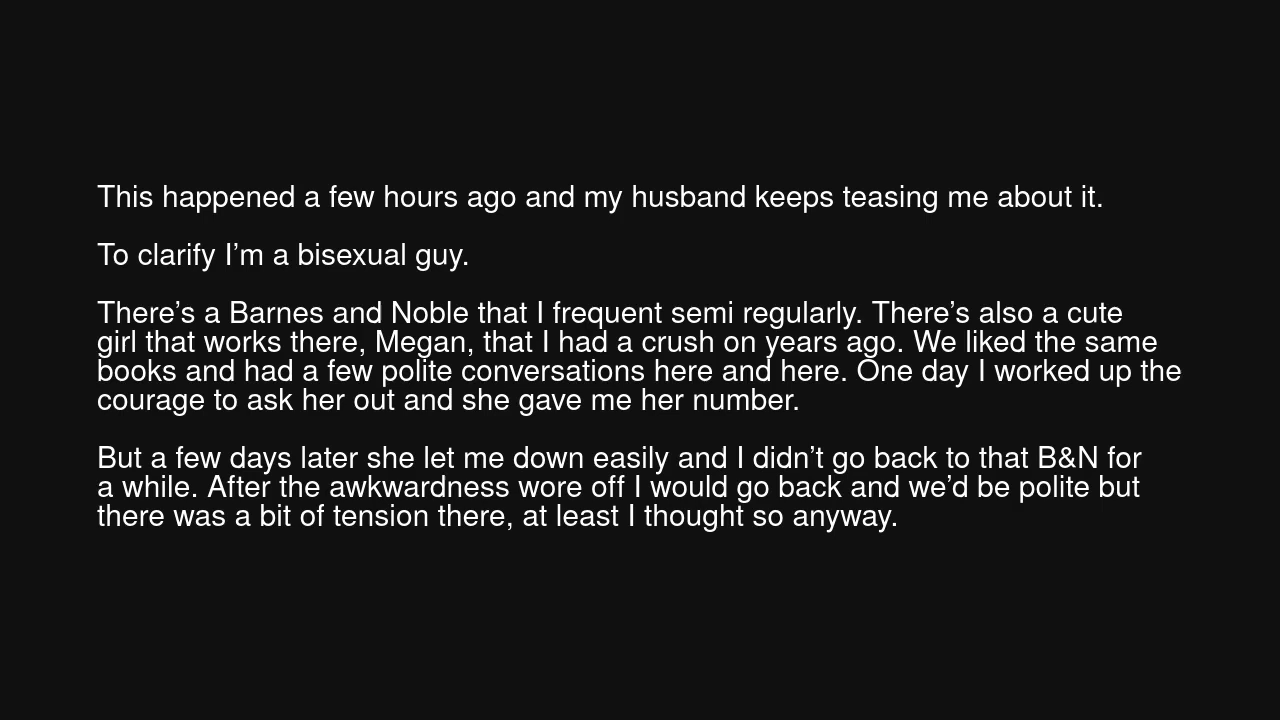 This happened a few hours ago and my husband keeps teasing me about it.
To clarify I’m a bisexual guy.
There’s a Barnes and Noble that I frequent semi regularly. There’s also a cute
girl that works there, Megan, that I had a crush on years ago. We liked the same
books and had a few polite conversations here and here. One day I worked up the
courage to ask her out and she gave me her number.
But a few days later she let me down easily and I didn’t go back to that B&N for
a while. After the awkwardness wore off I would go back and we’d be polite but
there was a bit of tension there, at least I thought so anyway.